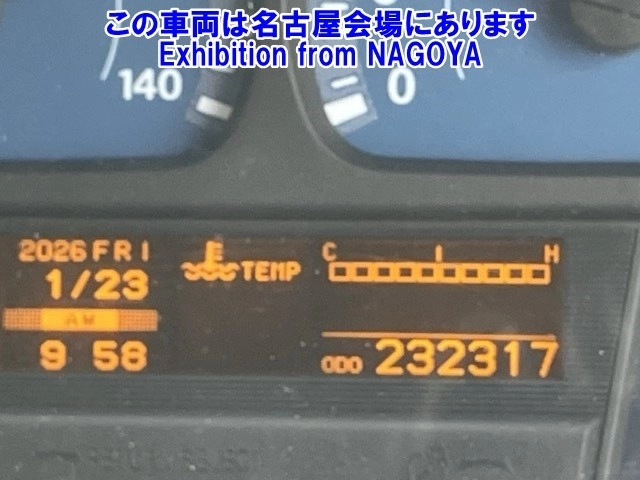 この車両は名古屋会場にあります
Exhibition from NAGOYA
140
0
2026 FRI
1/23
AM
9 58
E
TEMP
C H
ODO 232317